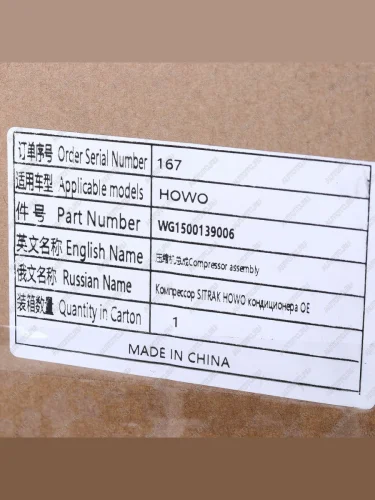 订单序号 Order Serial Number 167
适用车型 Applicable models HOWO
件 号 Part Number WG1500139006
英文名称 English Name 压缩机总成Compressor assembly
俄文名称 Russian Name Компрессор SITRAK HOWO кондиционера OE
装箱数量 Quantity in Carton 1
MADE IN CHINA